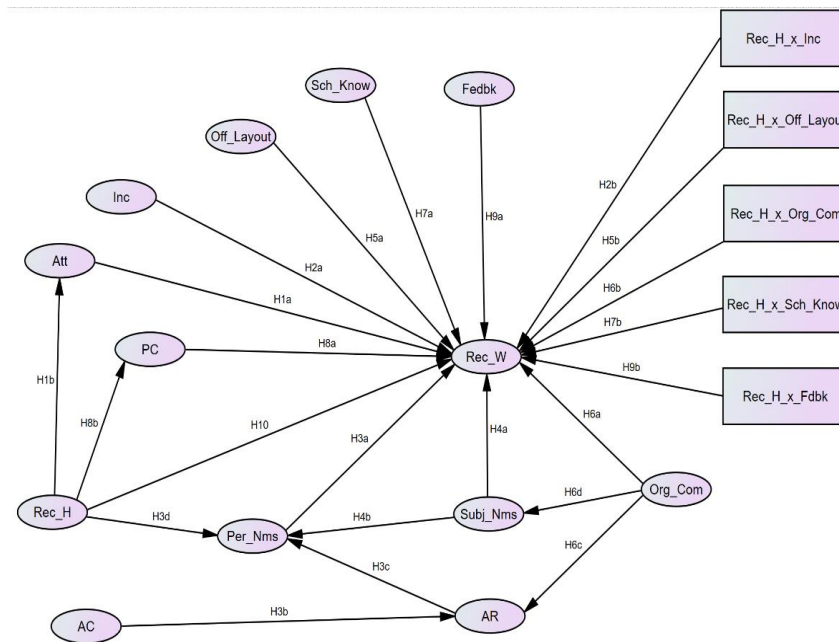 Rec_H_x_Inc
Sch_Know
Fedbk
Rec_H_x_Off_Layou
Off_Layout
H2b
Inc
H7a
H9a
Rec_H_x_Org_Com
H5a
H5b
Att
H2a
H6b
H1a
Rec_H_x_Sch_Know
H7b
PC
H8a
Rec_W
H9b
Rec_H_x_Fdbk
H1b
H8b
H10
H3a
H4a
H6a
Rec_H
H3d
Per_Nms
H4b
Subj_Nms
H6d
Org_Com
H3c
H6c
AC
H3b
AR